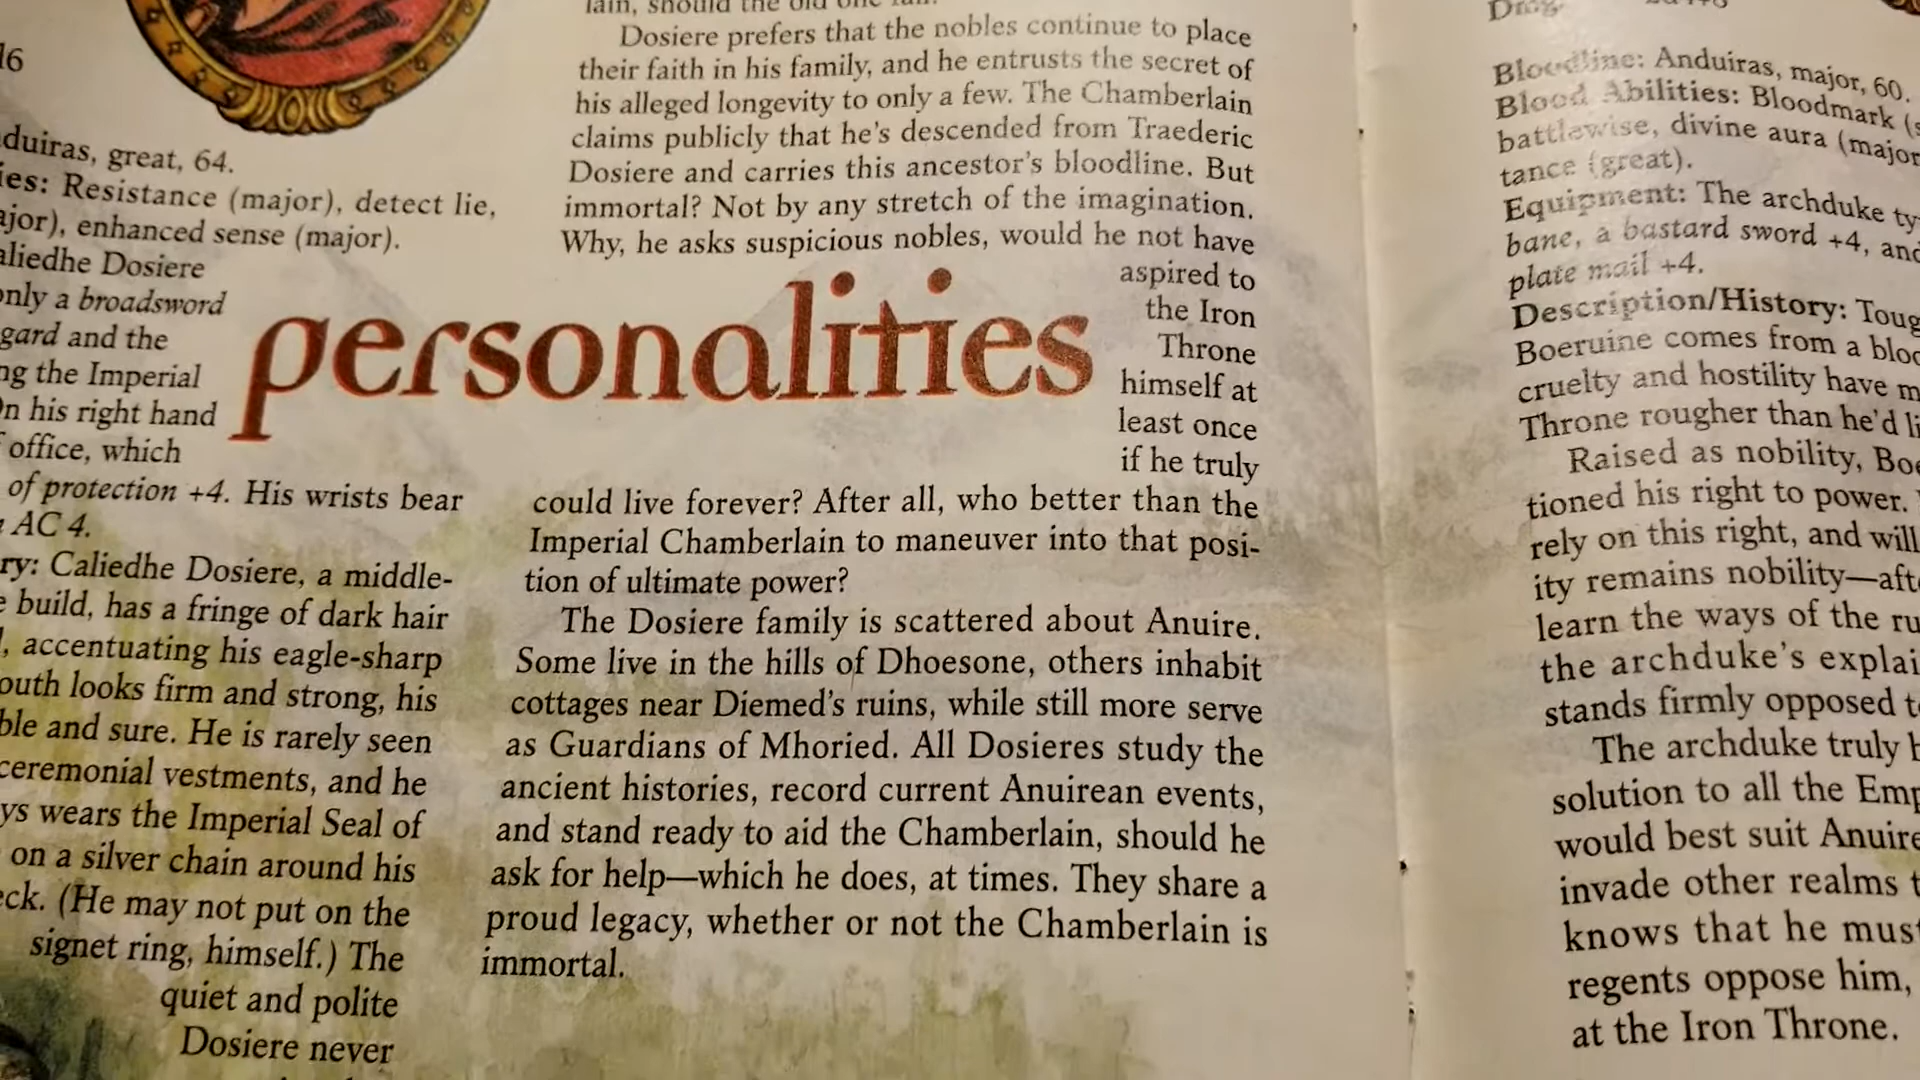 16
duiras, great, 64.
ies: Resistance (major), detect lie,
ajor), enhanced sense (major).
aliedhe Dosiere
only a broadsword
gard and the
ng the Imperial
On his right hand
office, which
of protection +4. His wrists bear
AC 4.
ry: Caliedhe Dosiere, a middle-
e build, has a fringe of dark hair
, accentuating his eagle-sharp
outh looks firm and strong, his
ble and sure. He is rarely seen
ceremonial vestments, and he
ys wears the Imperial Seal of
on a silver chain around his
eck. (He may not put on the
signet ring, himself.) The
quiet and polite
Dosiere never
personalities
lain, should the old one
Dosiere prefers that the nobles continue to place
their faith in his family, and he entrusts the secret of
his alleged longevity to only a few. The Chamberlain
claims publicly that he's descended from Traederic
Dosiere and carries this ancestor's bloodline. But
immortal? Not by any stretch of the imagination.
Why, he asks suspicious nobles, would he not have
aspired to
the Iron
Throne
himself at
least once
if he truly
could live forever? After all, who better than the
Imperial Chamberlain to maneuver into that posi-
tion of ultimate power?
The Dosiere family is scattered about Anuire.
Some live in the hills of Dhoesone, others inhabit
cottages near Diemed's ruins, while still more serve
as Guardians of Mhoried. All Dosieres study the
ancient histories, record current Anuirean events,
and stand ready to aid the Chamberlain, should he
ask for help—which he does, at times. They share a
proud legacy, whether or not the Chamberlain is
immortal.
Bloodline: Anduiras, major, 60.
Blood Abilities: Bloodmark (s
battlewise, divine aura (major
tance (great).
Equipment: The archduke ty
bane, a bastard sword +4, and
plate mail +4.
Description/History: Toug
Boeruine comes from a bloo
cruelty and hostility have m
Throne rougher than he'd li
Raised as nobility, Boe
tioned his right to power.
rely on this right, and will
ity remains nobility—afte
learn the ways of the ru
the archduke's explai
stands firmly opposed t
The archduke truly b
solution to all the Emp
would best suit Anuire
invade other realms t
knows that he must
regents oppose him,
at the Iron Throne.